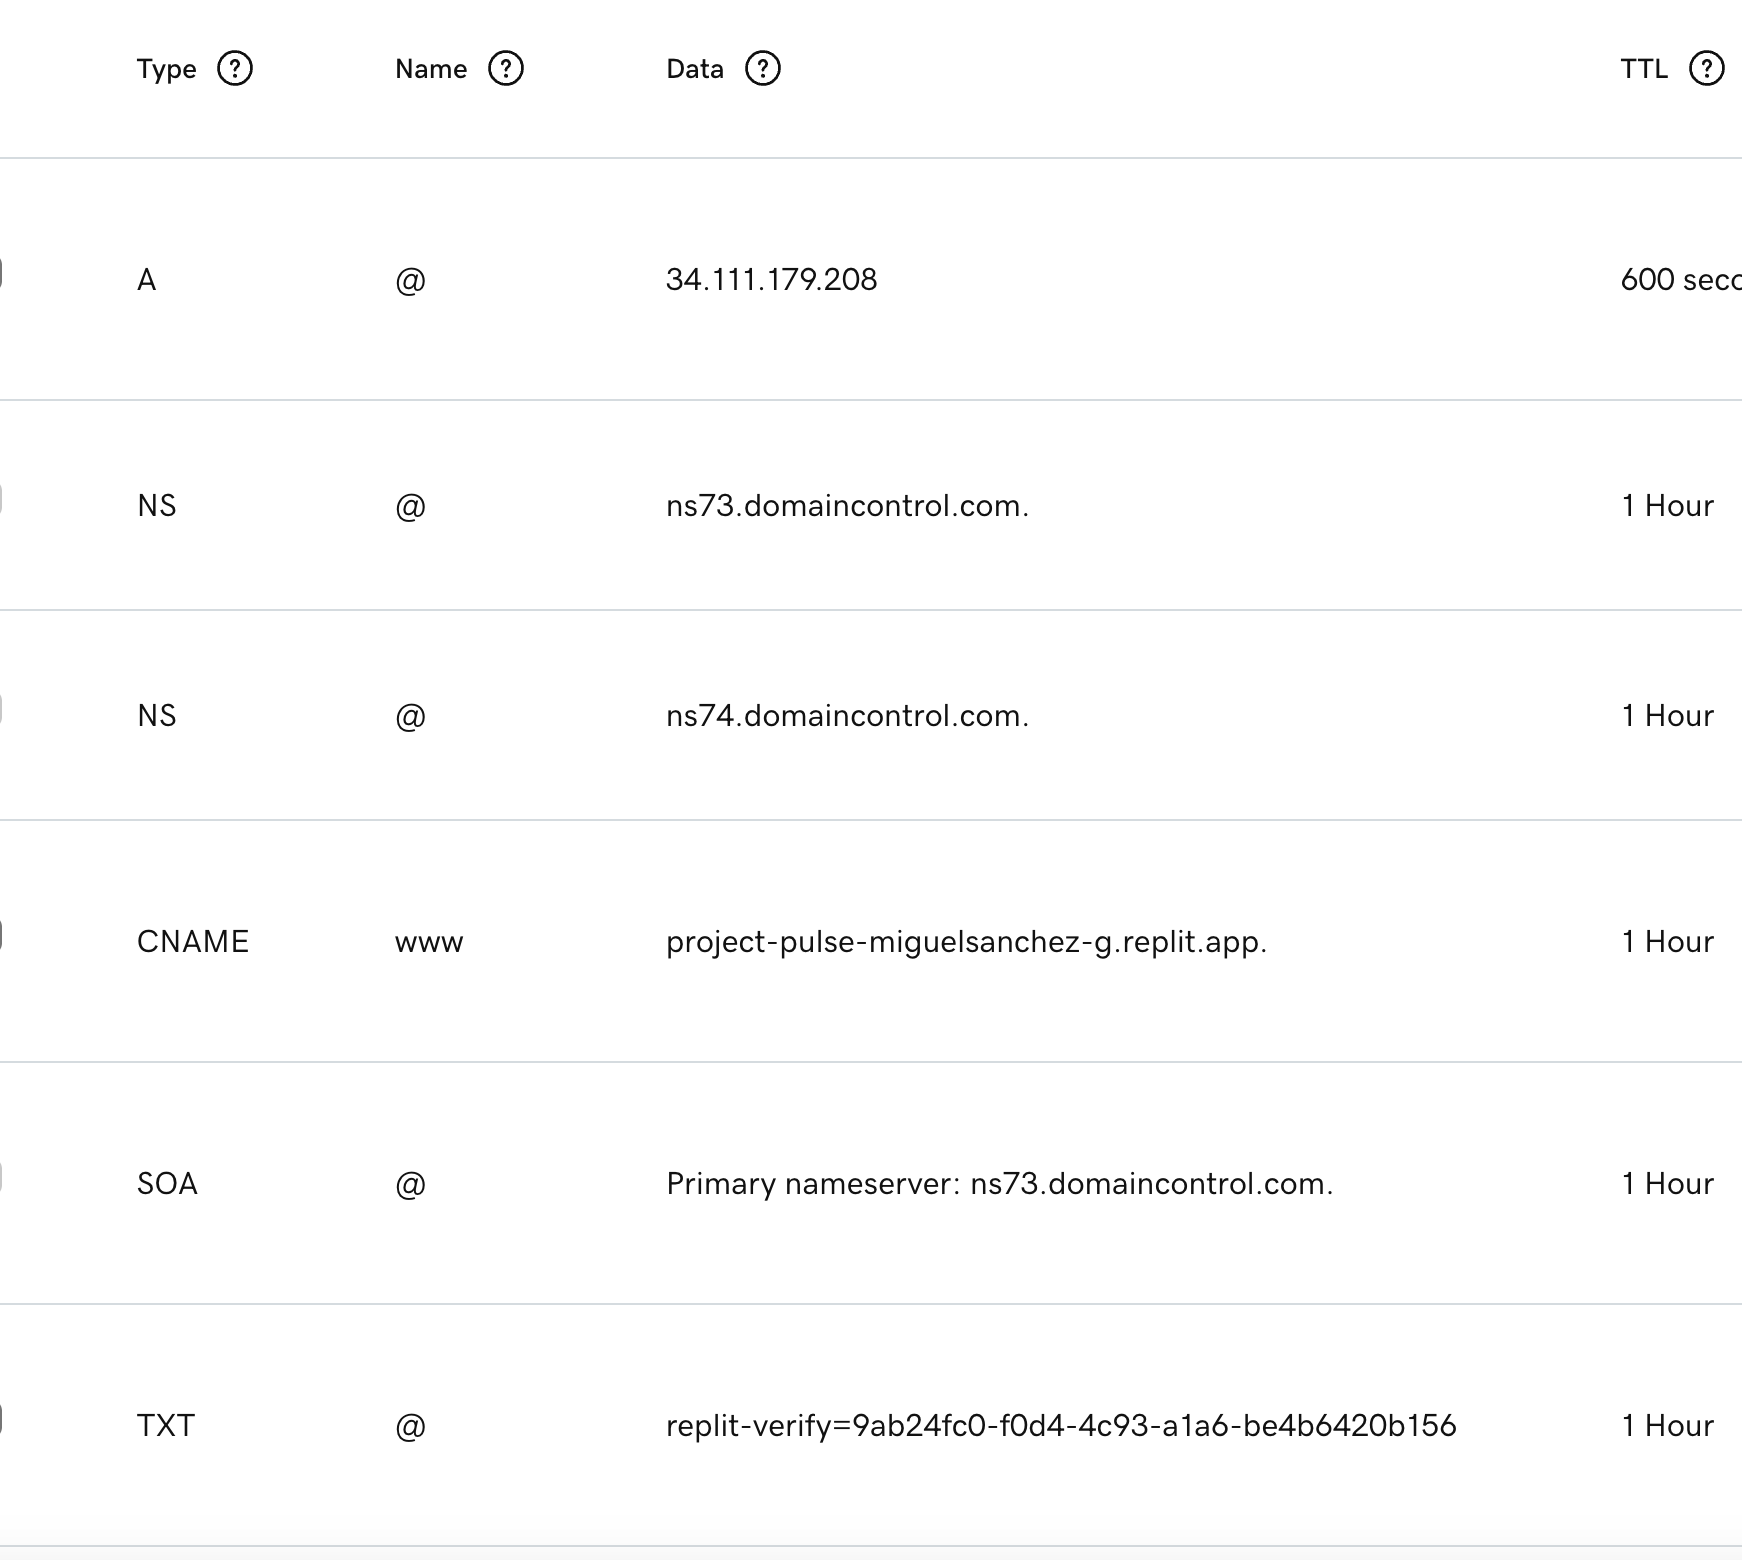 Type ? Name ? Data ? TTL ?
A @ 34.111.179.208 600 seco
NS @ ns73.domaincontrol.com. 1 Hour
NS @ ns74.domaincontrol.com. 1 Hour
CNAME www project-pulse-miguelsanchez-g.replit.app. 1 Hour
SOA @ Primary nameserver: ns73.domaincontrol.com. 1 Hour
TXT @ replit-verify=9ab24fc0-f0d4-4c93-a1a6-be4b6420b156 1 Hour